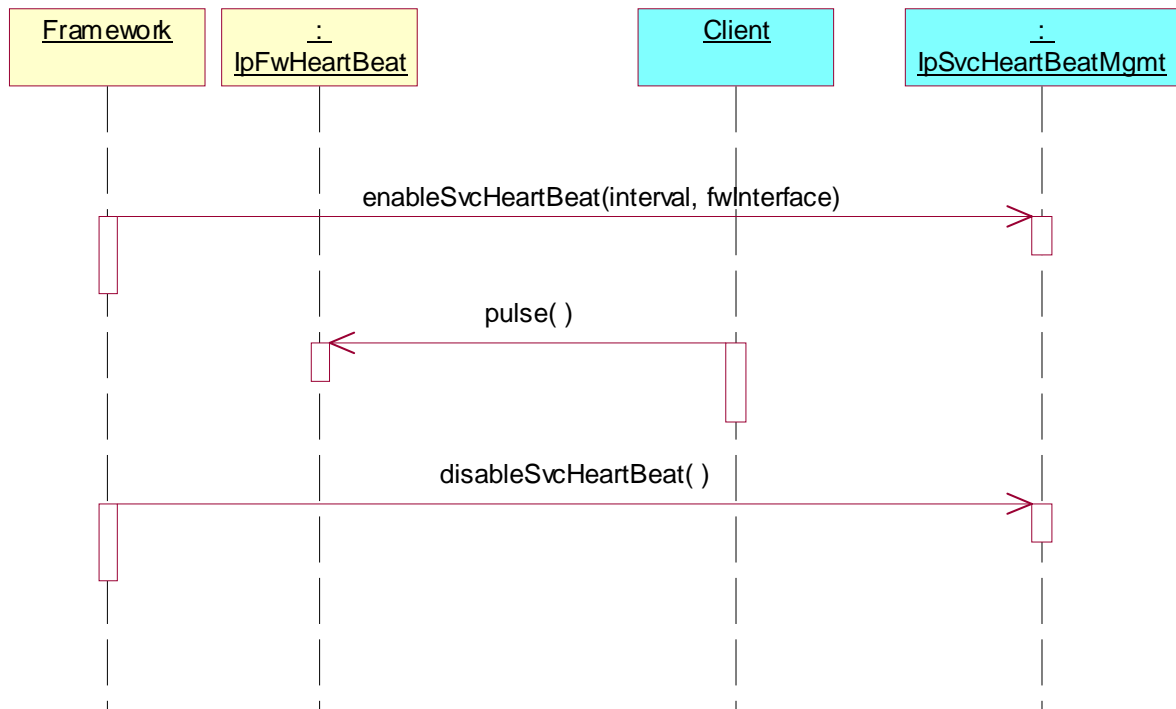 Framework
:
IpFwHeartBeat
Client
:
IpSvcHeartBeatMgmt
enableSvcHeartBeat(interval, fwInterface)
pulse( )
disableSvcHeartBeat( )